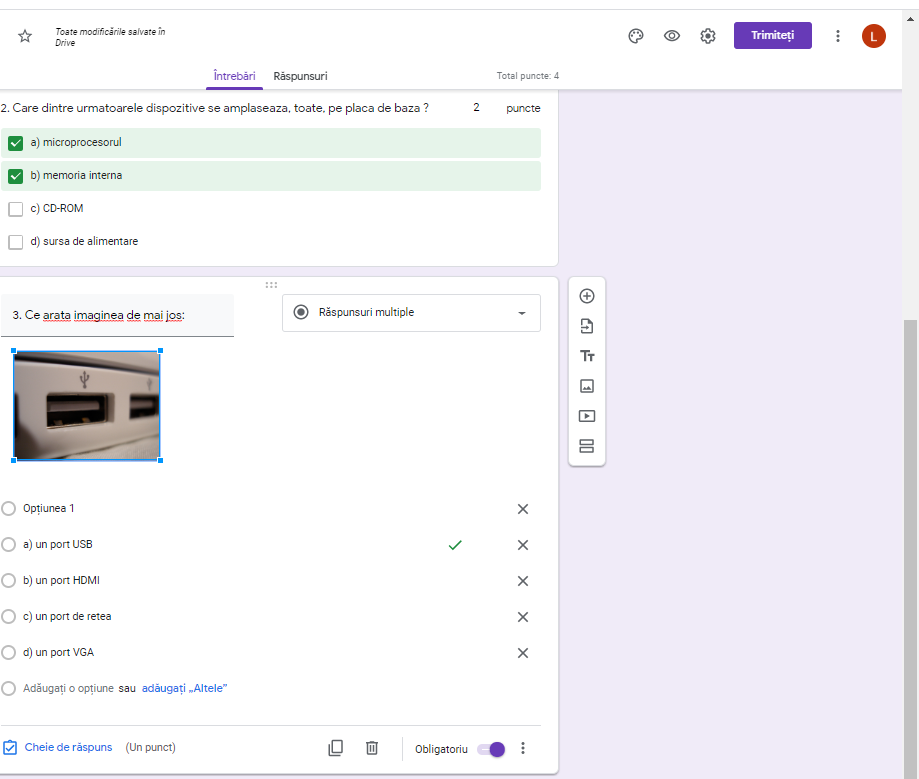 Toate modificările salvate în
Drive
Trimiteți
L
Întrebări Răspunsuri Total puncte: 4
2. Care dintre urmatoarele dispozitive se amplaseaza, toate, pe placa de baza ? 2 puncte
a) microprocesorul
b) memoria interna
c) CD-ROM
d) sursa de alimentare
3. Ce arata imaginea de mai jos: Răspunsuri multiple
Opțiunea 1
a) un port USB
b) un port HDMI
c) un port de retea
d) un port VGA
Adăugați o opțiune sau adăugați „Altele”
Cheie de răspuns (Un punct) Obligatoriu